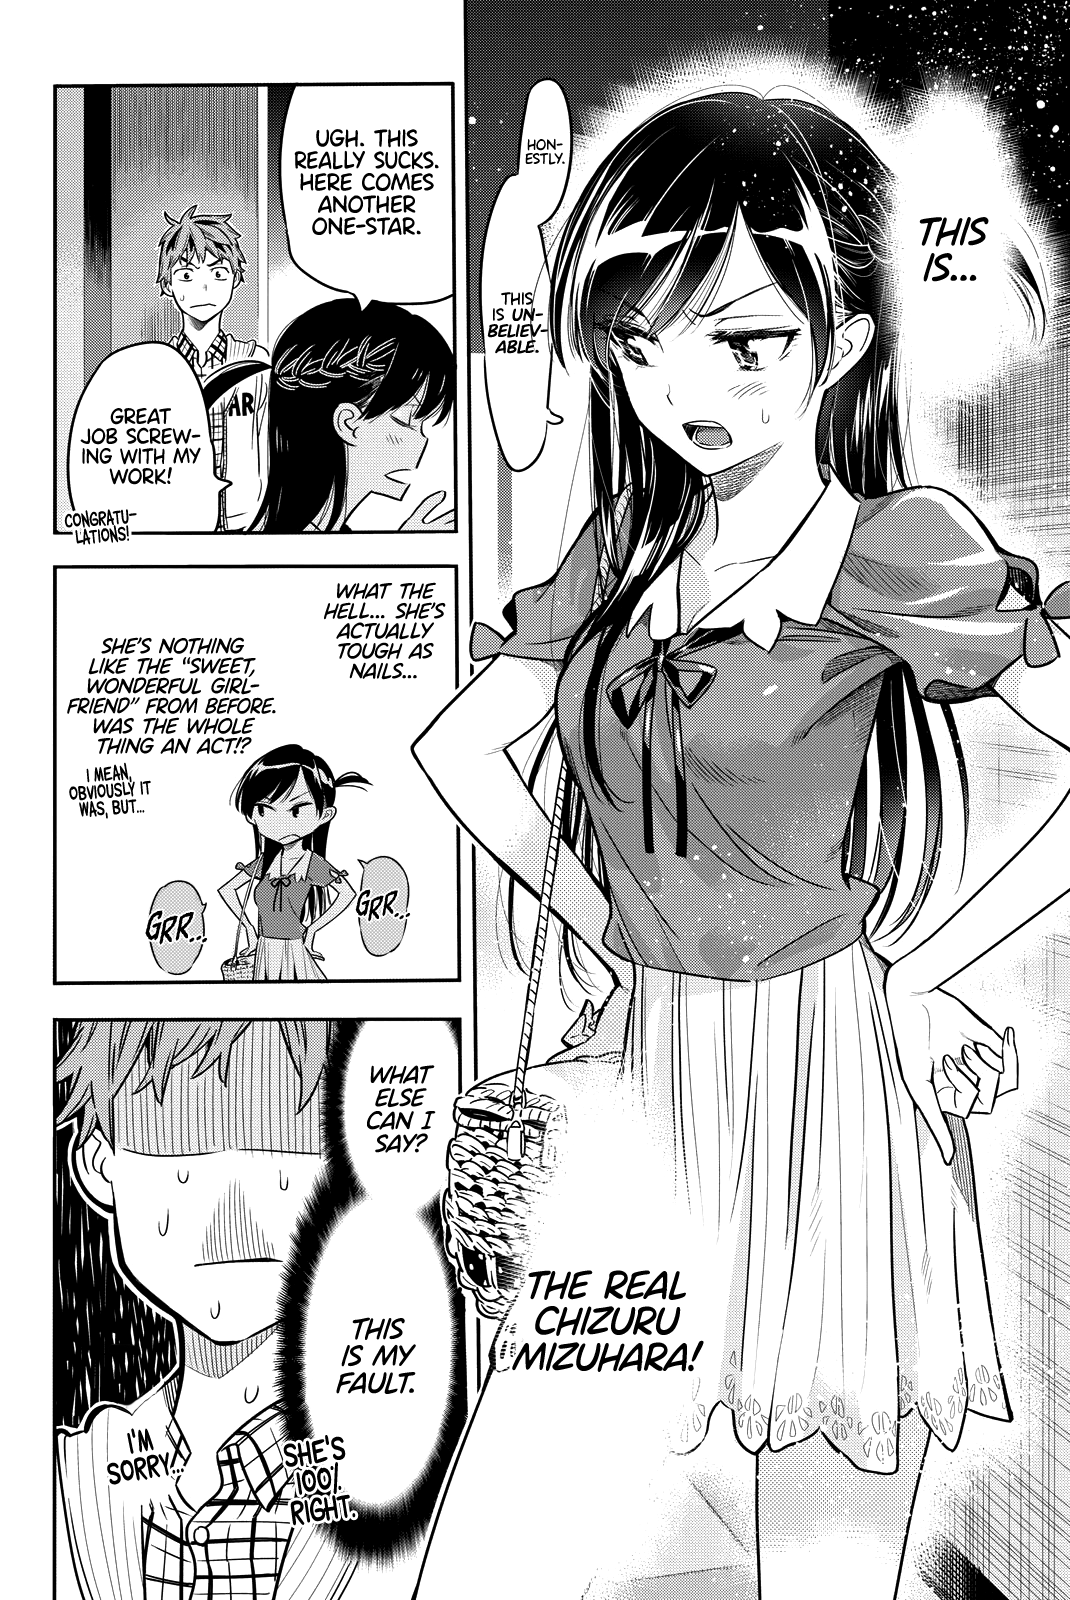 HON-
ESTLY.
THIS
IS UN-
BELIEV-
ABLE.
THIS
IS...
THE REAL
CHIZURU
MIZUHARA!
UGH. THIS
REALLY SUCKS.
HERE COMES
ANOTHER
ONE-STAR.
AR
GREAT
JOB SCREW-
ING WITH MY
WORK!
CONGRATU-
LATIONS!
WHAT THE
HELL... SHE'S
ACTUALLY
TOUGH AS
NAILS...
SHE'S NOTHING
LIKE THE "SWEET,
WONDERFUL GIRL-
FRIEND" FROM BEFORE.
WAS THE WHOLE
THING AN ACT!?
I MEAN,
OBVIOUSLY IT
WAS, BUT...
GRR...
GRR...
WHAT
ELSE
CAN I
SAY?
THIS
IS MY
FAULT.
I'M
SORRY...
SHE'S
100%
RIGHT.